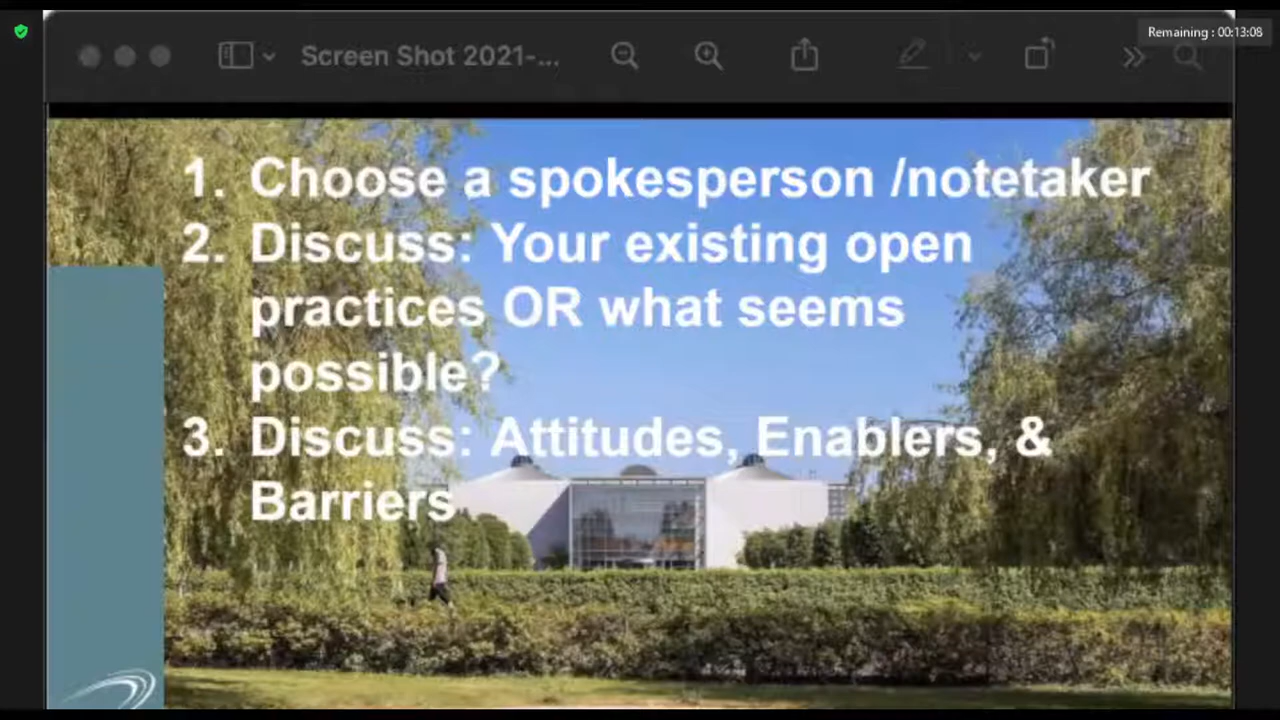 Remaining : 00:13:08
Screen Shot 2021-...
1. Choose a spokesperson /notetaker
2. Discuss: Your existing open
practices OR what seems
possible?
3. Discuss: Attitudes, Enablers, &
Barriers